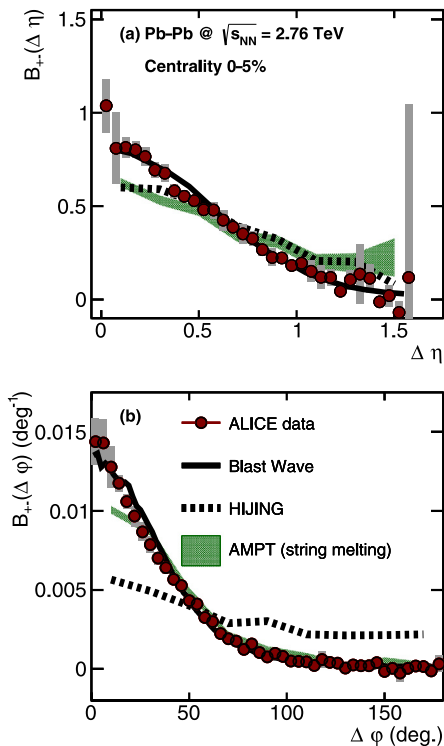 (a) Pb–Pb @ √sNN = 2.76 TeV
Centrality 0-5%
B+-(Δ η)
1
0.5
0
0
0.5
1
1.5
Δ η
(b)
ALICE data
Blast Wave
HIJING
AMPT (string melting)
B+-(Δ φ) (deg-1)
0.015
0.01
0.005
0
0
50
100
150
Δ φ (deg.)